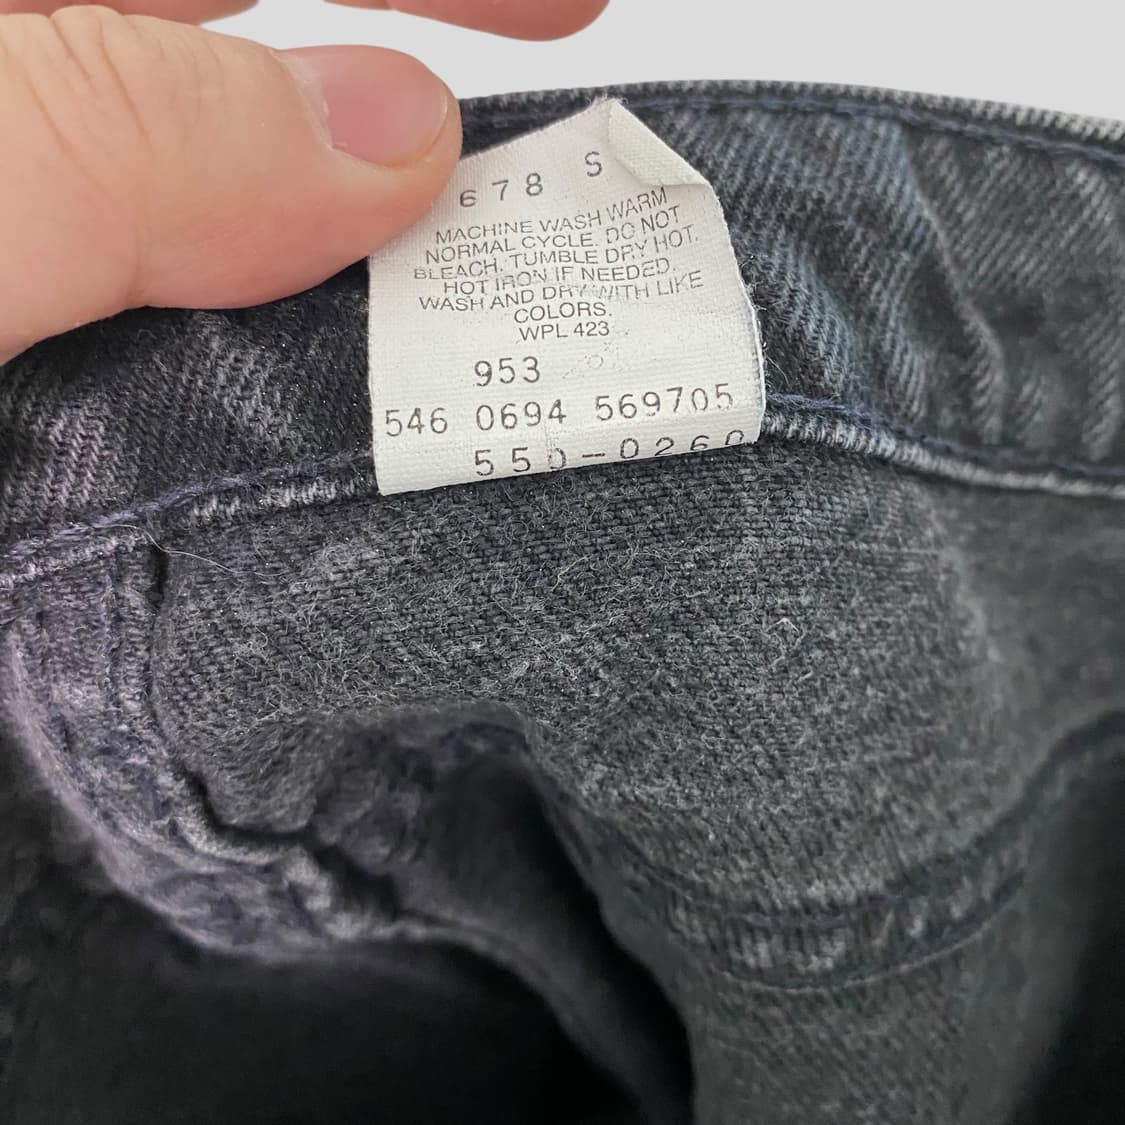 678 S
MACHINE WASH WARM
NORMAL CYCLE. DO NOT
BLEACH. TUMBLE DRY HOT.
HOT IRON IF NEEDED.
WASH AND DRY WITH LIKE
COLORS.
WPL 423
953
546 0694 569705
550-0260